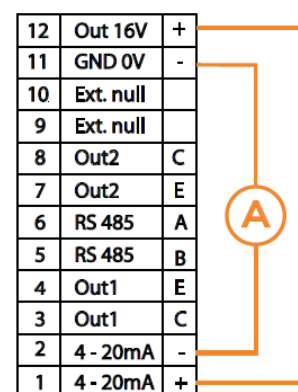 12 Out 16V +
11 GND 0V -
10 Ext. null
9 Ext. null
8 Out2 C
7 Out2 E
6 RS 485 A
5 RS 485 B
4 Out1 E
3 Out1 C
2 4 - 20mA -
1 4 - 20mA +
A